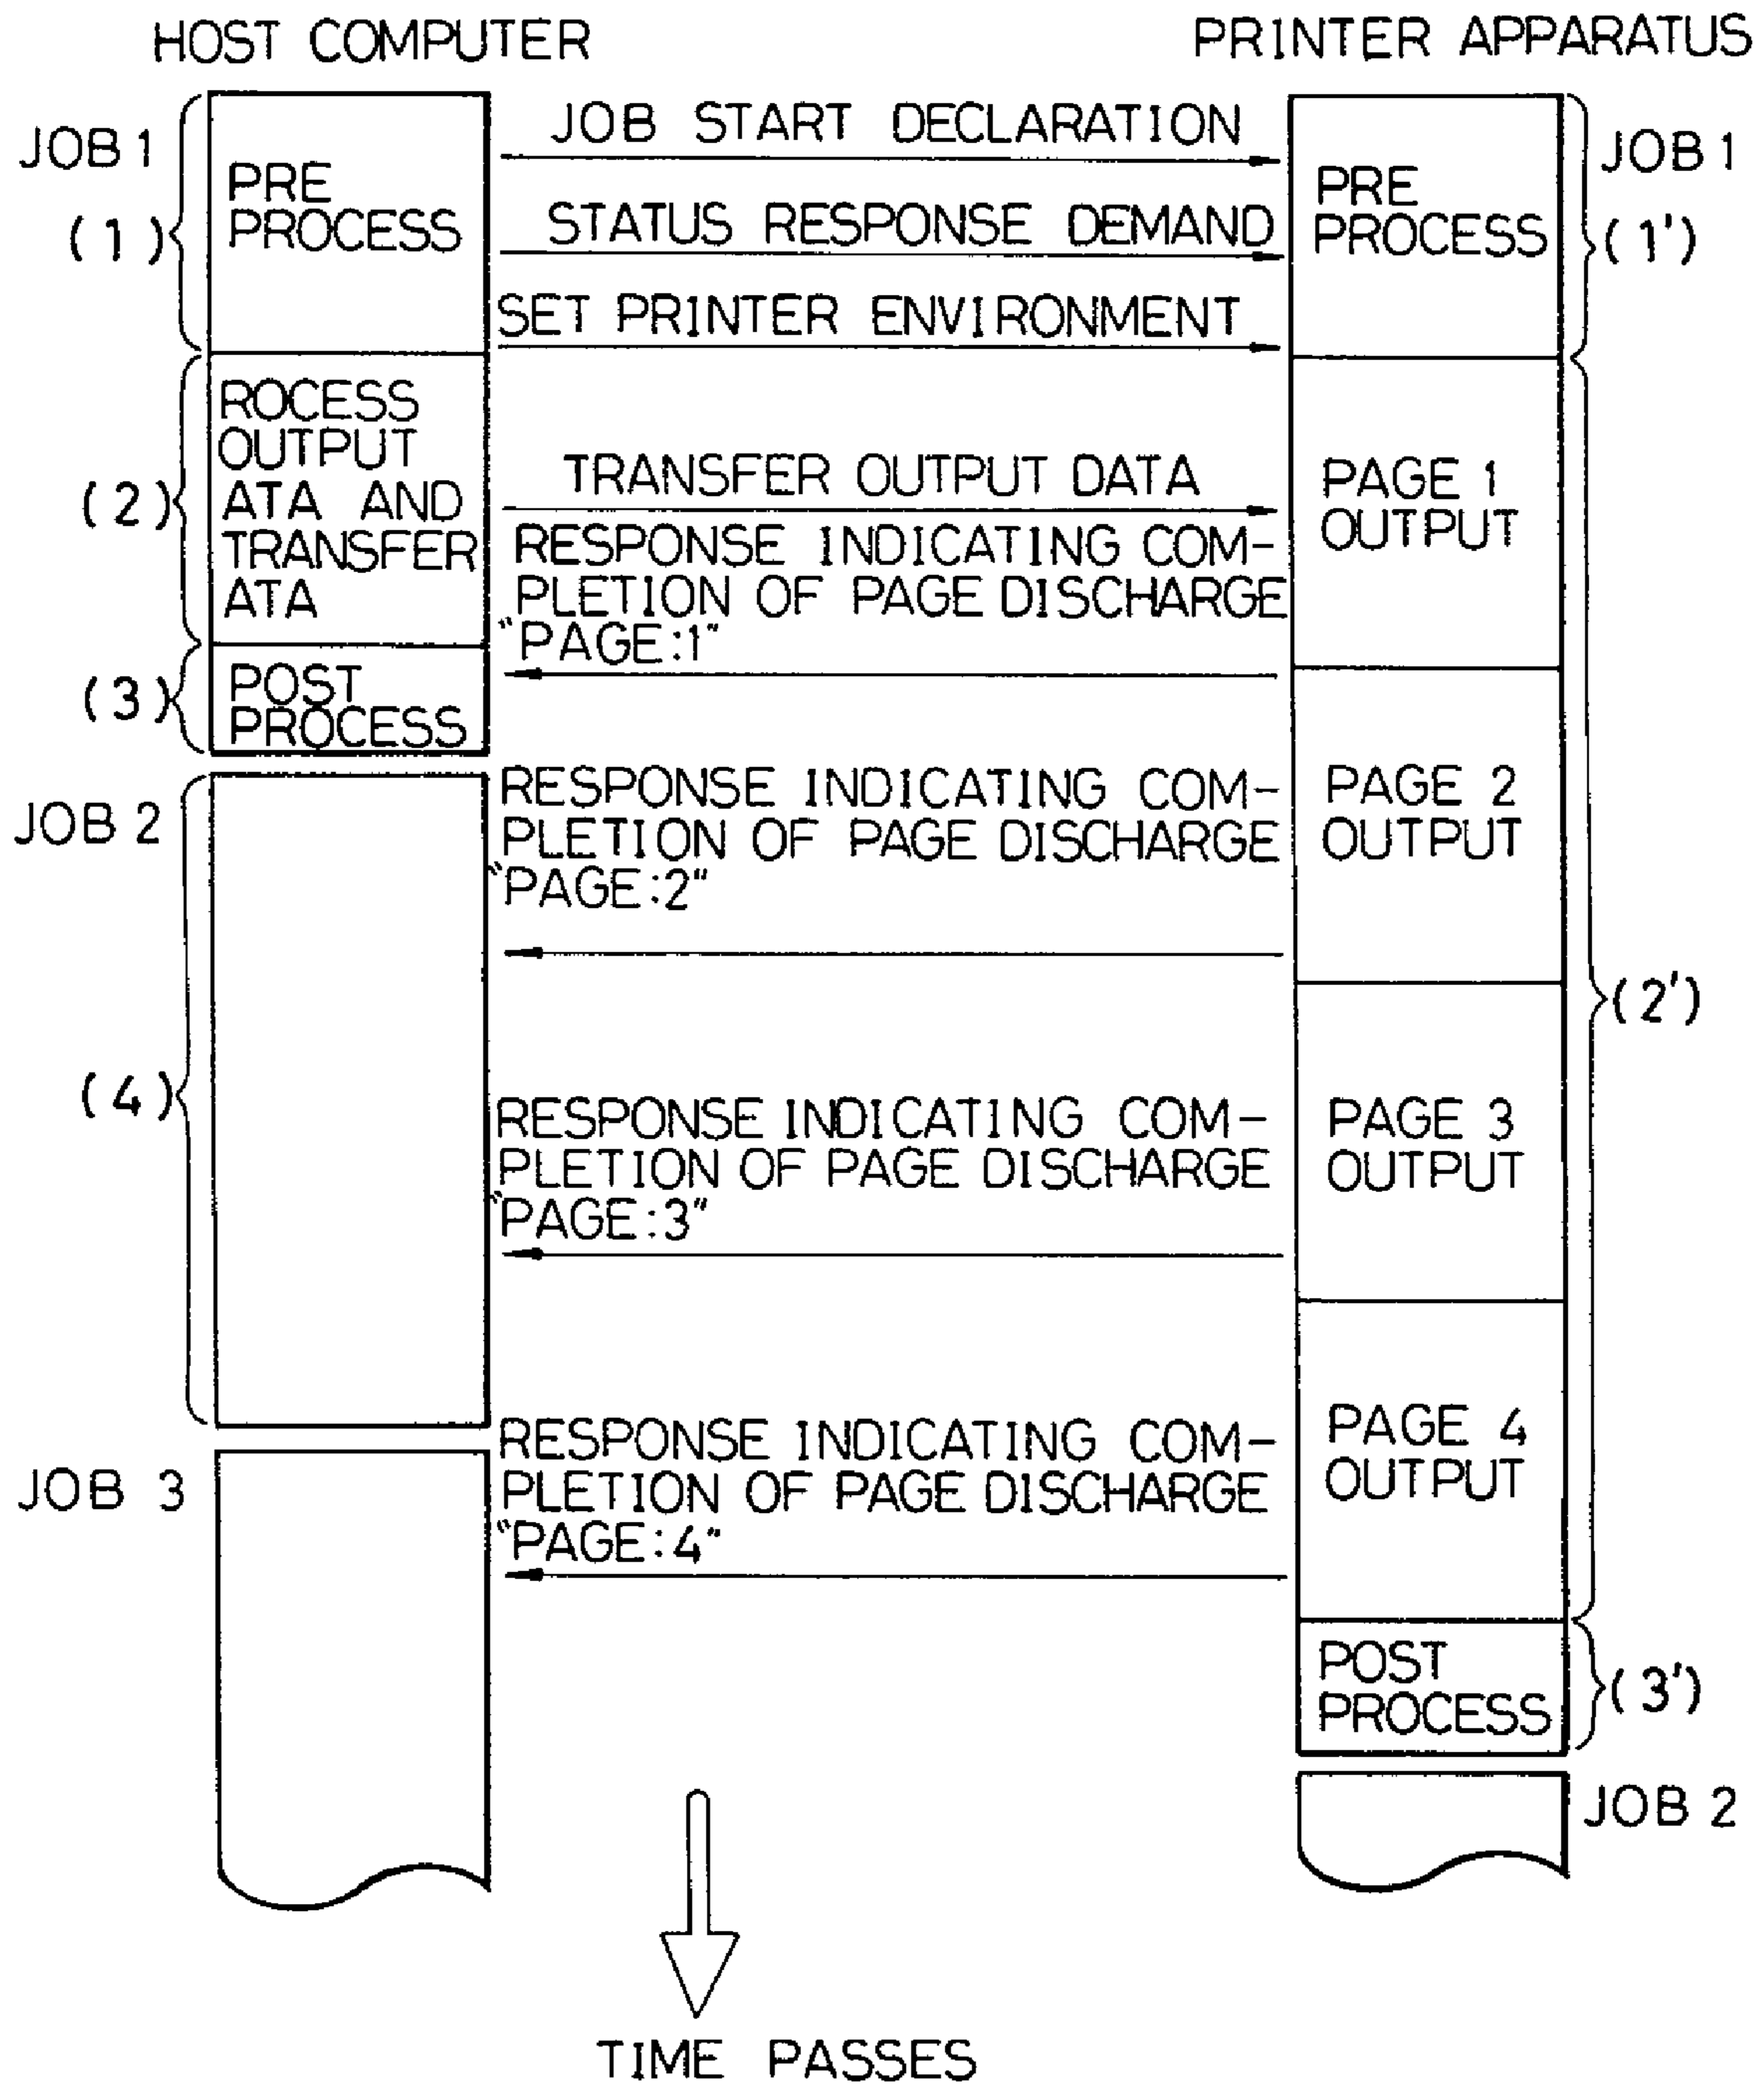 HOST COMPUTER
PRINTER APPARATUS
JOB 1
(1)
PRE
PROCESS
JOB START DECLARATION
STATUS RESPONSE DEMAND
SET PRINTER ENVIRONMENT
PRE
PROCESS
JOB 1
(1')
(2)
ROCESS
OUTPUT
ATA AND
TRANSFER
ATA
TRANSFER OUTPUT DATA
RESPONSE INDICATING COM-
PLETION OF PAGE DISCHARGE
"PAGE:1"
PAGE 1
OUTPUT
(3)
POST
PROCESS
JOB 2
(4)
RESPONSE INDICATING COM-
PLETION OF PAGE DISCHARGE
"PAGE:2"
PAGE 2
OUTPUT
(2')
RESPONSE INDICATING COM-
PLETION OF PAGE DISCHARGE
"PAGE:3"
PAGE 3
OUTPUT
JOB 3
RESPONSE INDICATING COM-
PLETION OF PAGE DISCHARGE
"PAGE:4"
PAGE 4
OUTPUT
POST
PROCESS
(3')
JOB 2
TIME PASSES